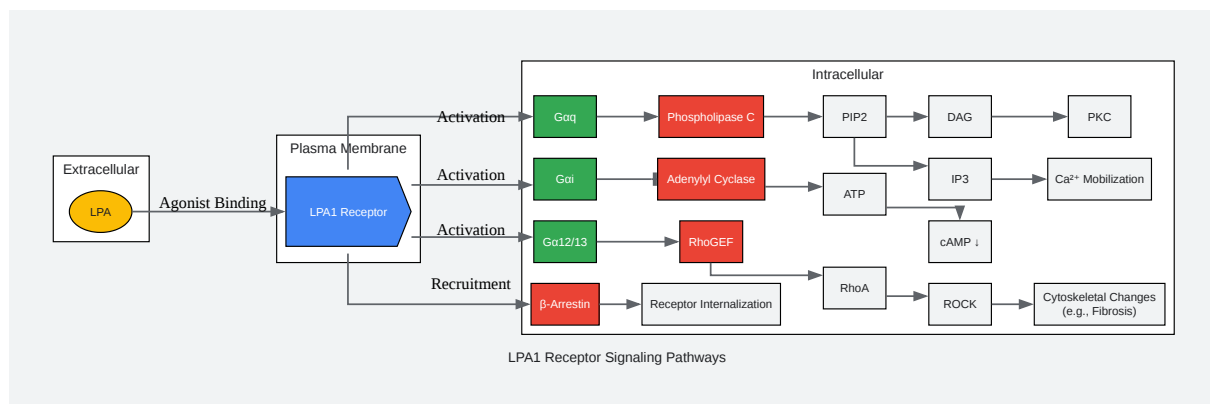 Extracellular
LPA
Agonist Binding
Plasma Membrane
LPA1 Receptor
Activation
Activation
Activation
Recruitment
Intracellular
Gαq
Phospholipase C
PIP2
DAG
PKC
Gαi
Adenylyl Cyclase
ATP
IP3
Ca²⁺ Mobilization
Gα12/13
RhoGEF
cAMP ↓
β-Arrestin
Receptor Internalization
RhoA
ROCK
Cytoskeletal Changes
(e.g., Fibrosis)
LPA1 Receptor Signaling Pathways